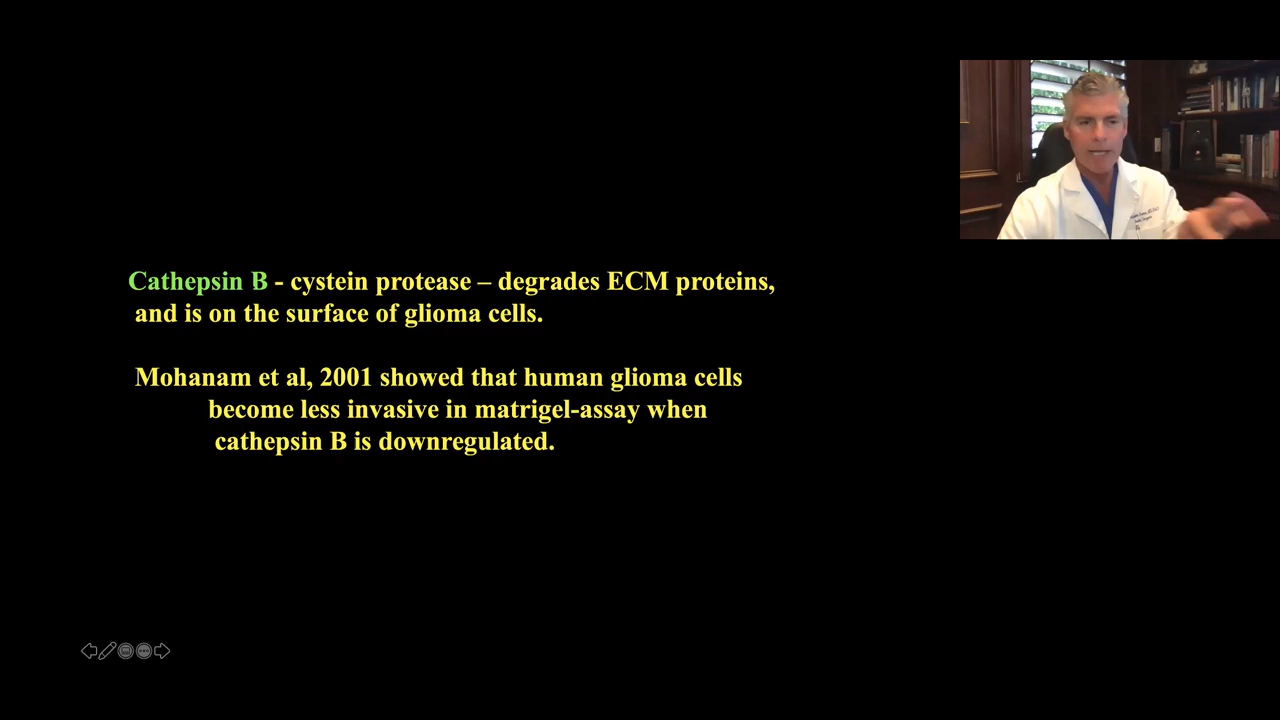 Cathepsin B - cystein protease – degrades ECM proteins,
and is on the surface of glioma cells.
Mohanam et al, 2001 showed that human glioma cells
become less invasive in matrigel-assay when
cathepsin B is downregulated.